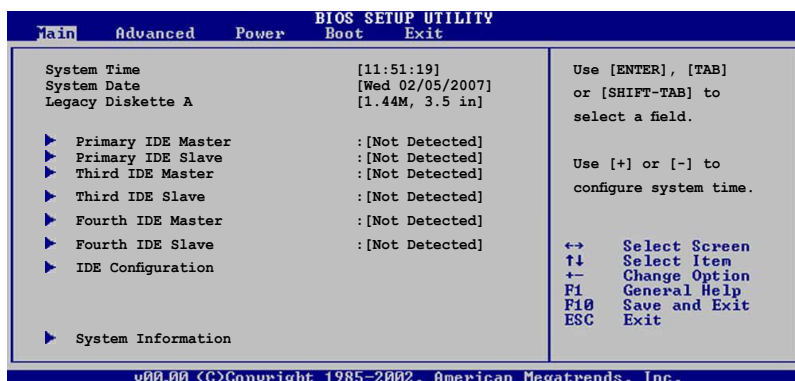 BIOS SETUP UTILITY
Main Advanced Power Boot Exit
System Time [11:51:19]
System Date [Wed 02/05/2007]
Legacy Diskette A [1.44M, 3.5 in]
Primary IDE Master :[Not Detected]
Primary IDE Slave :[Not Detected]
Third IDE Master :[Not Detected]
Third IDE Slave :[Not Detected]
Fourth IDE Master :[Not Detected]
Fourth IDE Slave :[Not Detected]
IDE Configuration
System Information
Use [ENTER], [TAB]
or [SHIFT-TAB] to
select a field.
Use [+] or [-] to
configure system time.
↔ Select Screen
↑↓ Select Item
+- Change Option
F1 General Help
F10 Save and Exit
ESC Exit
v00.00 (C)Copyright 1985-2002, American Megatrends, Inc.